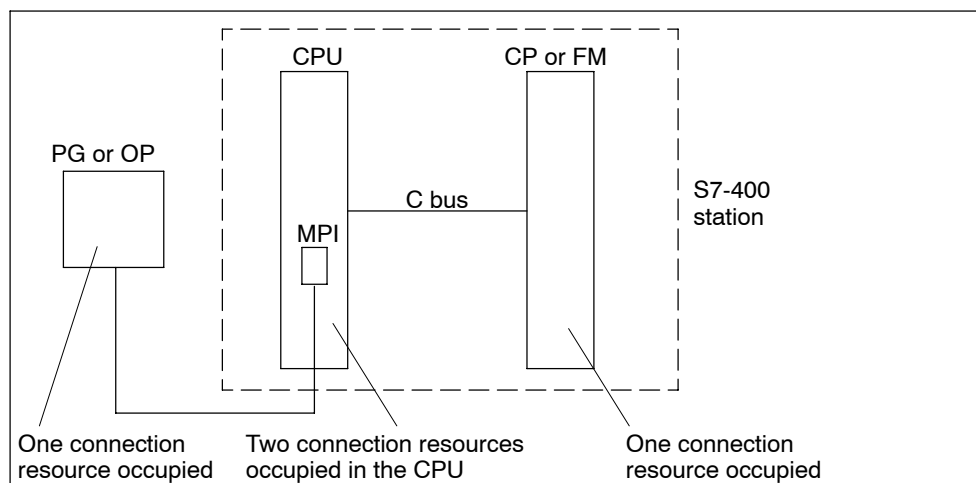 CPU
CP or FM
PG or OP
C bus
MPI
S7-400
station
One connection
resource occupied
Two connection resources
occupied in the CPU
One connection
resource occupied